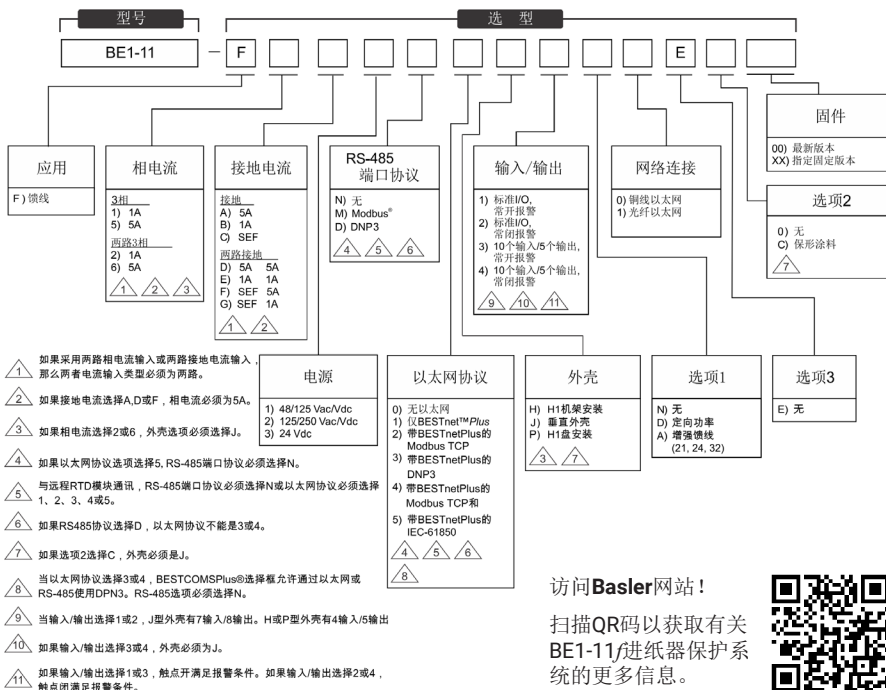 型号
选 型
BE1-11
–
F
E
应用
F ) 馈线
相电流
3相
1) 1A
5) 5A
两路3相
2) 1A
6) 5A
1 2 3
接地电流
接地
A) 5A
B) 1A
C) SEF
两路接地
D) 5A 5A
E) 1A 1A
F) SEF 5A
G) SEF 1A
1 2
RS-485
端口协议
N) 无
M) Modbus®
D) DNP3
4 5 6
输入/输出
1) 标准I/O,
常开报警
2) 标准I/O,
常闭报警
3) 10个输入/5个输出,
常开报警
4) 10个输入/5个输出,
常闭报警
9 10 11
网络连接
0) 铜线以太网
1) 光纤以太网
固件
00) 最新版本
XX) 指定固定版本
选项2
0) 无
C) 保形涂料
7
电源
1) 48/125 Vac/Vdc
2) 125/250 Vac/Vdc
3) 24 Vdc
以太网协议
0) 无以太网
1) 仅BESTnet™Plus
2) 带BESTnetPlus的
Modbus TCP
3) 带BESTnetPlus的
DNP3
4) 带BESTnetPlus的
Modbus TCP和
5) 带BESTnetPlus的
IEC-61850
4 5 6
8
外壳
H) H1机架安装
J) 垂直外壳
P) H1盘安装
3 7
选项1
N) 无
D) 定向功率
A) 增强馈线
(21, 24, 32)
选项3
E) 无
1 如果采用两路相电流输入或两路接地电流输入，
那么两者电流输入类型必须为两路。
2 如果接地电流选择A,D或F，相电流必须为5A。
3 如果相电流选择2或6，外壳选项必须选择J。
4 如果以太网协议选项选择5, RS-485端口协议必须选择N。
5 与远程RTD模块通讯，RS-485端口协议必须选择N或以太网协议必须选择
1、2、3、4或5。
6 如果RS485协议选择D，以太网协议不能是3或4。
7 如果选项2选择C，外壳必须是J。
8 当以太网协议选择3或4，BESTCOMSPlus®选择框允许通过以太网或
RS-485使用DPN3。RS-485选项必须选择N。
9 当输入/输出选择1或2，J型外壳有7输入/8输出。H或P型外壳有4输入/5输出
10 如果输入/输出选择3或4，外壳必须为J。
11 如果输入/输出选择1或3，触点开满足报警条件。如果输入/输出选择2或4，
触点闭满足报警条件。
访问Basler网站！
扫描QR码以获取有关
BE1-11f进纸器保护系
统的更多信息。